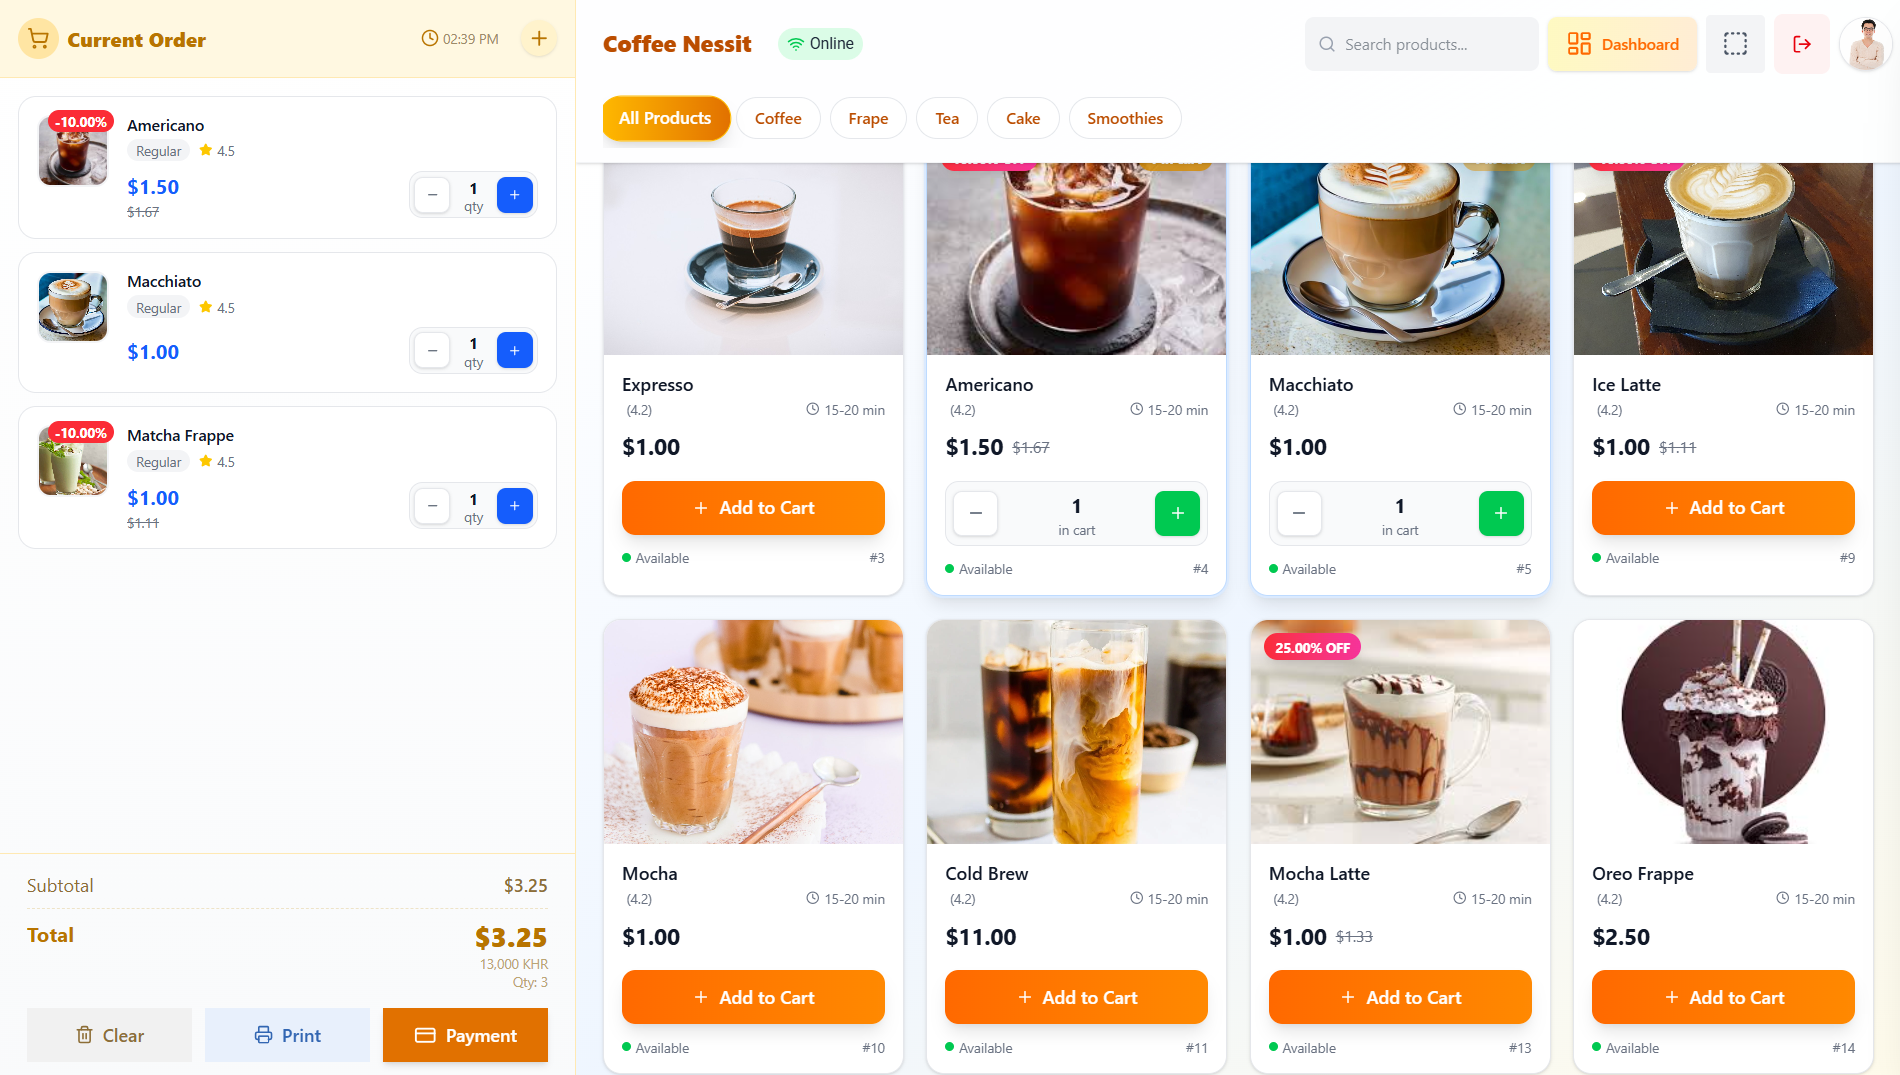 Current Order
02:39 PM
-10.00%
Americano
Regular
4.5
$1.50
$1.67
1
qty
Macchiato
Regular
4.5
$1.00
1
qty
-10.00%
Matcha Frappe
Regular
4.5
$1.00
$1.11
1
qty
Subtotal
$3.25
Total
$3.25
13,000 KHR
Qty: 3
Clear
Print
Payment
Coffee Nessit
Online
Search products...
Dashboard
All Products
Coffee
Frape
Tea
Cake
Smoothies
Expresso
(4.2)
15-20 min
$1.00
+ Add to Cart
Available
#3
Americano
(4.2)
15-20 min
$1.50 $1.67
1
in cart
Available
#4
Macchiato
(4.2)
15-20 min
$1.00
1
in cart
Available
#5
Ice Latte
(4.2)
15-20 min
$1.00 $1.11
+ Add to Cart
Available
#9
Mocha
(4.2)
15-20 min
$1.00
+ Add to Cart
Available
#10
Cold Brew
(4.2)
15-20 min
$11.00
+ Add to Cart
Available
#11
25.00% OFF
Mocha Latte
(4.2)
15-20 min
$1.00 $1.33
+ Add to Cart
Available
#13
Oreo Frappe
(4.2)
15-20 min
$2.50
+ Add to Cart
Available
#14